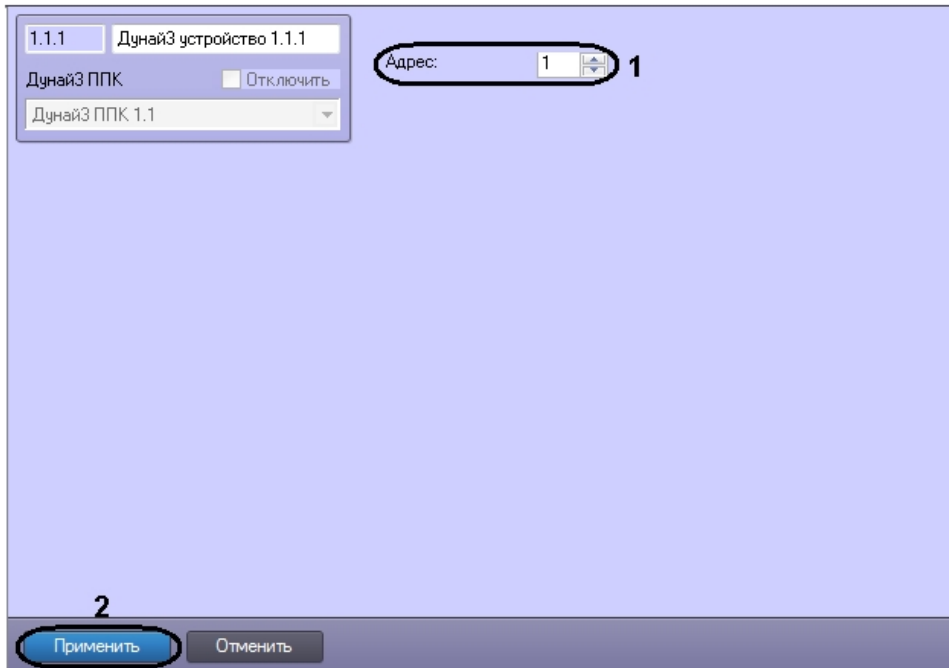 1.1.1 Дунай3 устройство 1.1.1
Адрес: 1 1
Дунай3 ППК Отключить
Дунай3 ППК 1.1
2
Применить Отменить